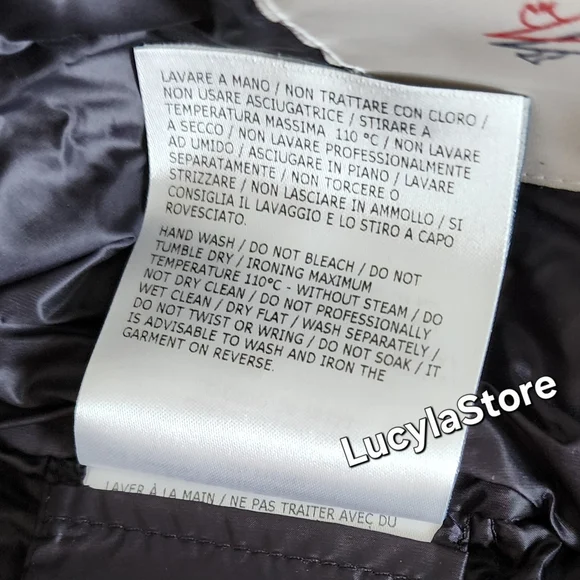 LAVARE A MANO / NON TRATTARE CON CLORO /
NON USARE ASCIUGATRICE / STIRARE A
TEMPERATURA MASSIMA 110 °C / NON LAVARE
A SECCO / NON LAVARE PROFESSIONALMENTE
AD UMIDO / ASCIUGARE IN PIANO / LAVARE
SEPARATAMENTE / NON TORCERE O
STRIZZARE / NON LASCIARE IN AMMOLLO / SI
CONSIGLIA IL LAVAGGIO E LO STIRO A CAPO
ROVESCIATO.
HAND WASH / DO NOT BLEACH / DO NOT
TUMBLE DRY / IRONING MAXIMUM
TEMPERATURE 110°C - WITHOUT STEAM / DO
NOT DRY CLEAN / DO NOT PROFESSIONALLY
WET CLEAN / DRY FLAT / WASH SEPARATELY /
DO NOT TWIST OR WRING / DO NOT SOAK / IT
IS ADVISABLE TO WASH AND IRON THE
GARMENT ON REVERSE.
LucylaStore
LAVER À LA MAIN / NE PAS TRAITER AVEC DU